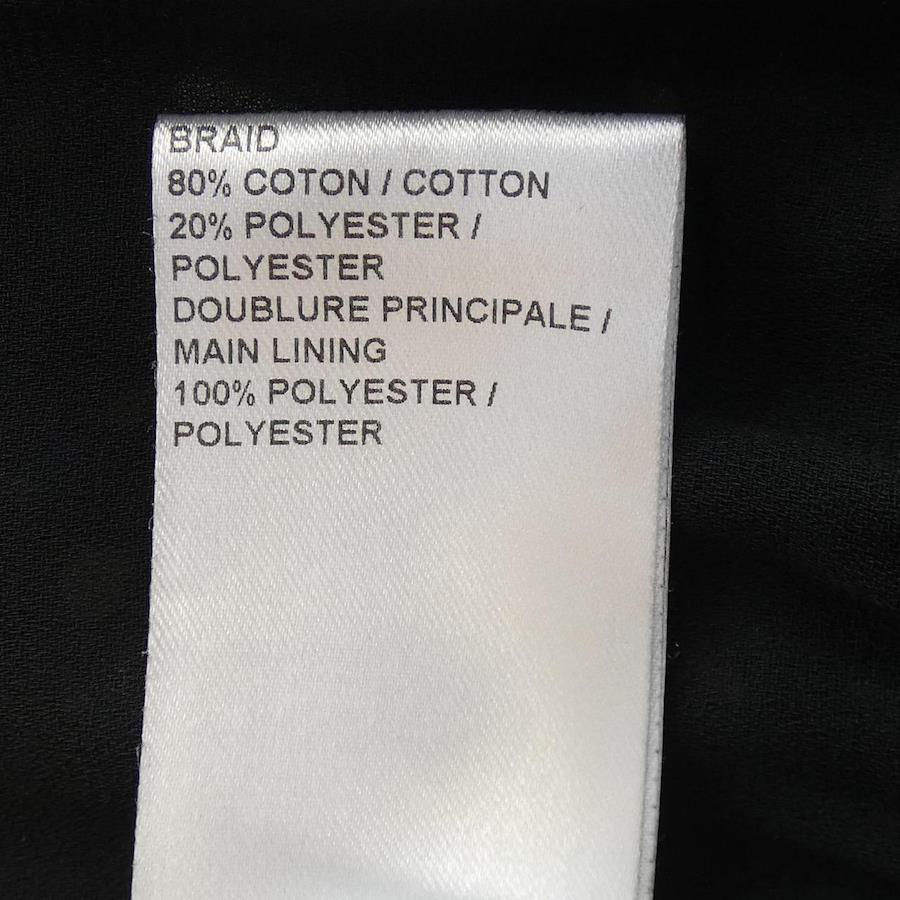 BRAID
80% COTON / COTTON
20% POLYESTER /
POLYESTER
DOUBLURE PRINCIPALE /
MAIN LINING
100% POLYESTER /
POLYESTER